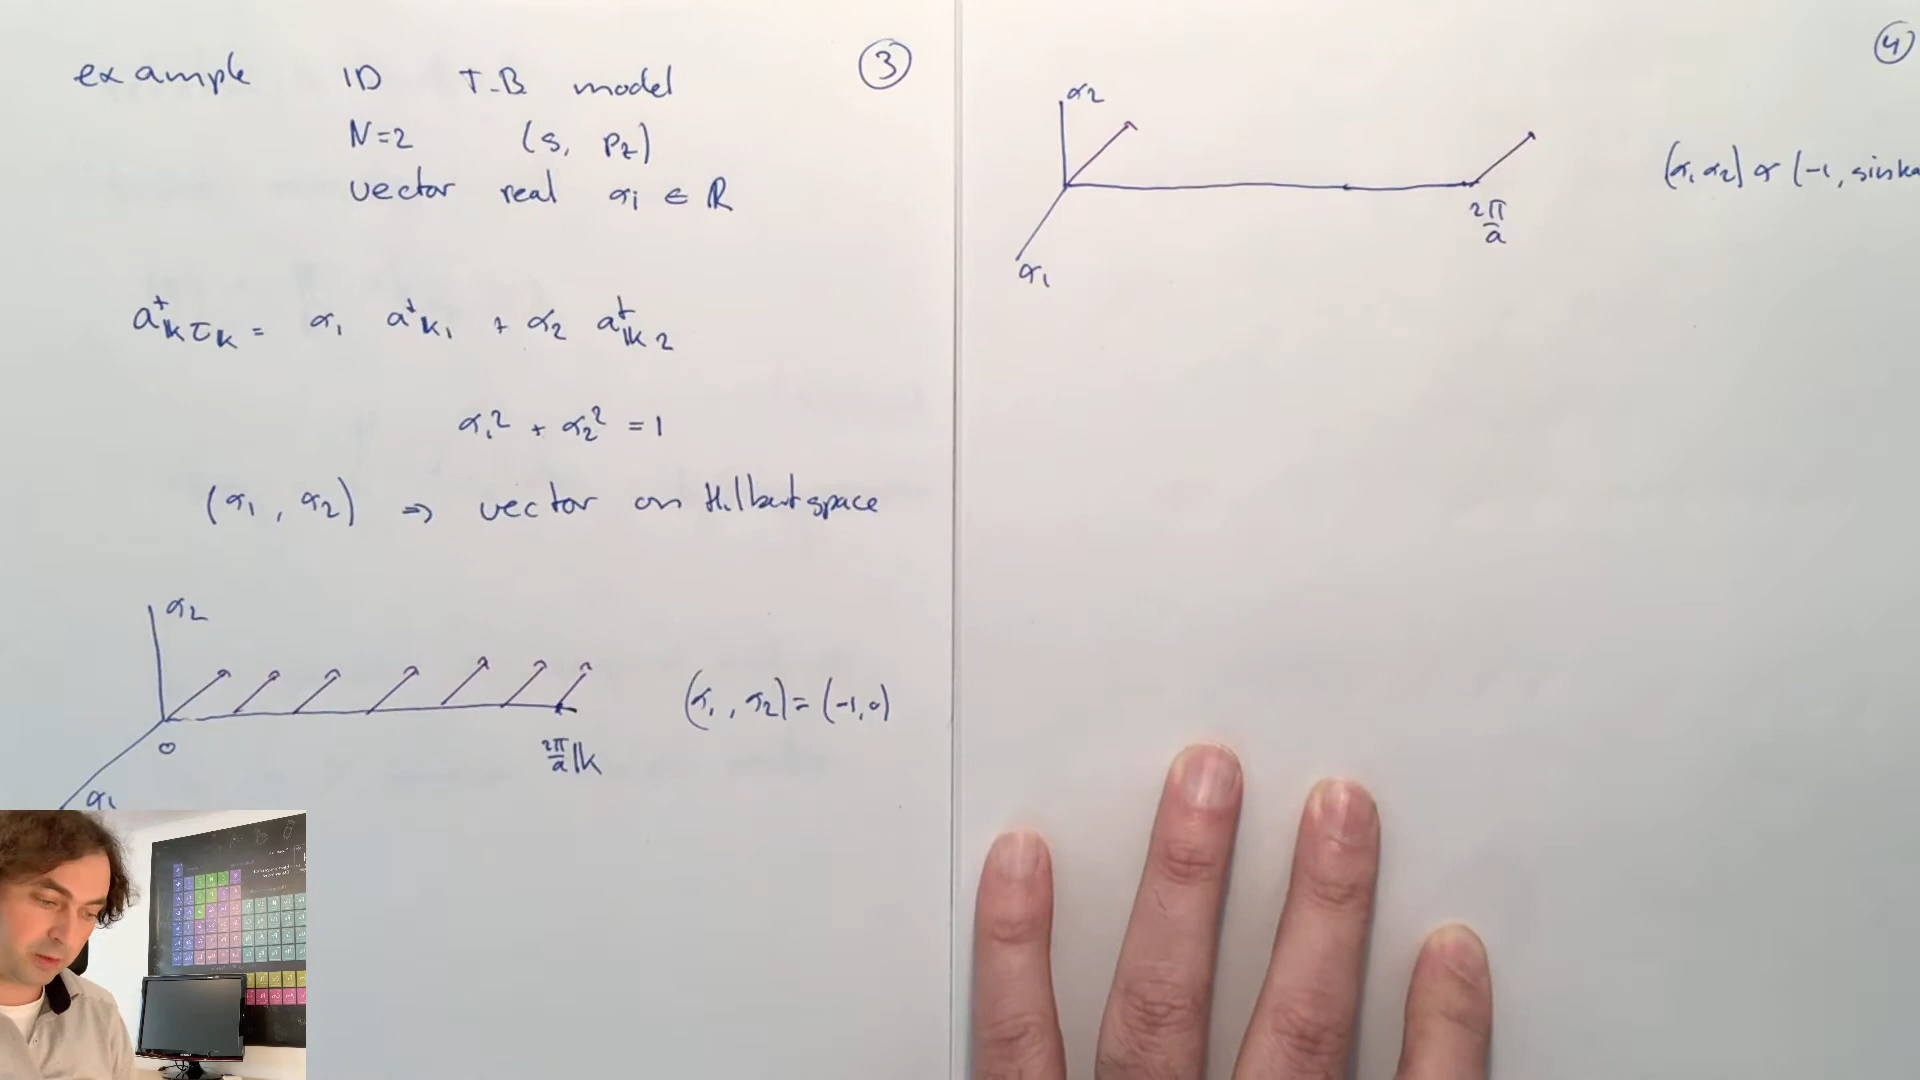 example 1D T-B model ③
N=2 (s, pz)
vector real αi ∈ ℝ
a⁺𝕜τk = α1 a⁺k1 + α2 a⁺𝕜2
α1² + α2² = 1
(α1, α2) ⇒ vector on Hilbert space
α2
(α1, α2) = (-1, 0)
0
2π/a 𝕜
α1
④
α2
(α1 α2) ∝ (-1, sinka
2π/a
α1